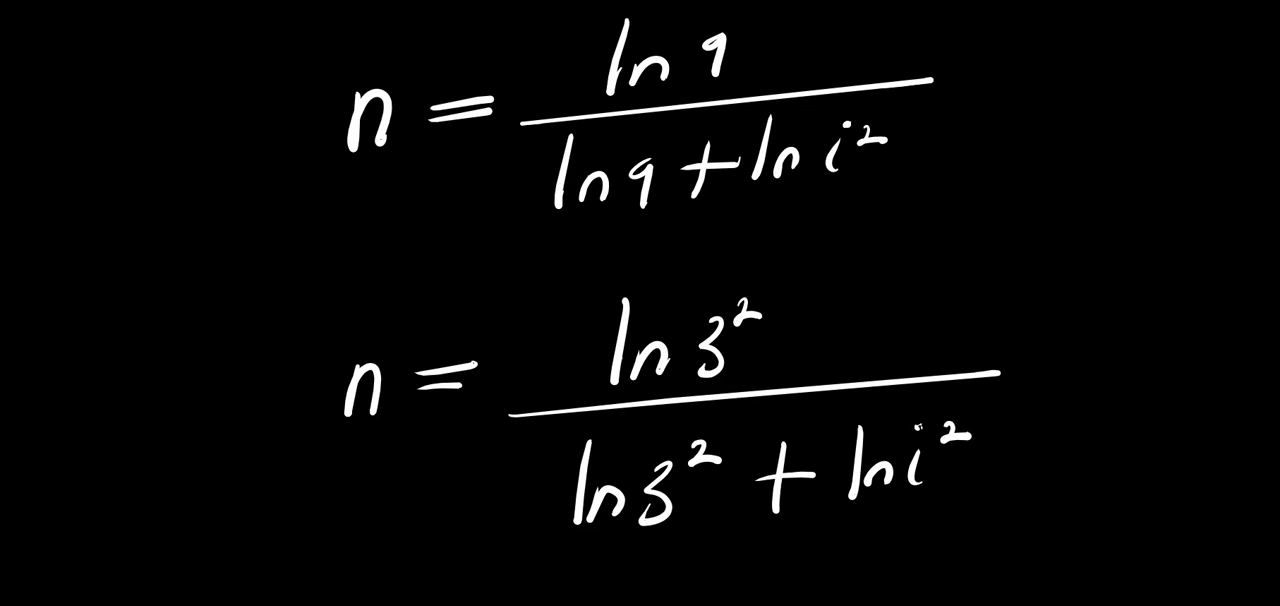 n = ln 9 / (ln 9 + ln i²)
n = ln 3² / (ln 3² + ln i²)